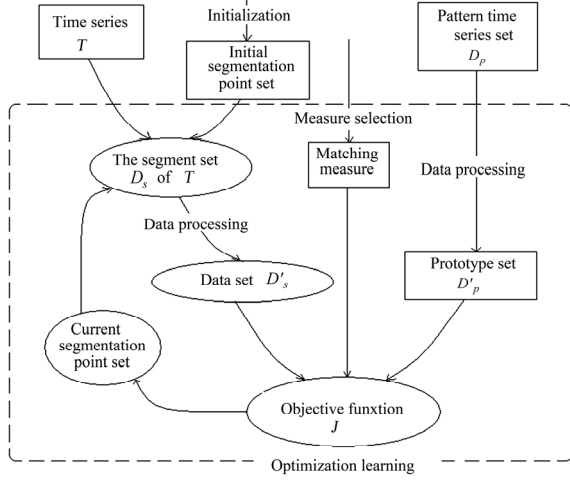 Initialization
Time series
T
Initial
segmentation
point set
Pattern time
series set
D_p
Measure selection
The segment set
D_s of T
Matching
measure
Data processing
Data processing
Data set D'_s
Prototype set
D'_p
Current
segmentation
point set
Objective funxtion
J
Optimization learning